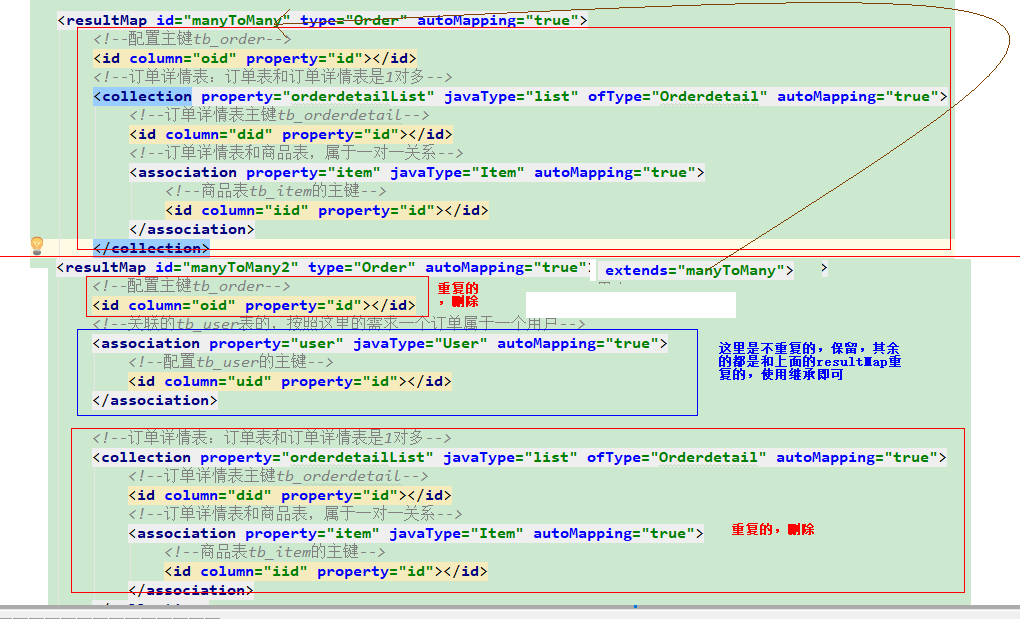 <resultMap id="manyToMany" type="Order" autoMapping="true">
<!--配置主键tb_order-->
<id column="oid" property="id"></id>
<!--订单详情表：订单表和订单详情表是1对多-->
<collection property="orderdetailList" javaType="list" ofType="Orderdetail" autoMapping="true">
<!--订单详情表主键tb_orderdetail-->
<id column="did" property="id"></id>
<!--订单详情表和商品表，属于一对一关系-->
<association property="item" javaType="Item" autoMapping="true">
<!--商品表tb_item的主键-->
<id column="iid" property="id"></id>
</association>
</collection>
<resultMap id="manyToMany2" type="Order" autoMapping="true" extends="manyToMany"> >
<!--配置主键tb_order-->
<id column="oid" property="id"></id>
重复的
，删除
<!--关联的tb_user表的，按照这里的需求一个订单属于一个用户-->
<association property="user" javaType="User" autoMapping="true">
<!--配置tb_user的主键-->
<id column="uid" property="id"></id>
</association>
这里是不重复的，保留，其余
的都是和上面的resultMap重
复的，使用继承即可
<!--订单详情表：订单表和订单详情表是1对多-->
<collection property="orderdetailList" javaType="list" ofType="Orderdetail" autoMapping="true">
<!--订单详情表主键tb_orderdetail-->
<id column="did" property="id"></id>
<!--订单详情表和商品表，属于一对一关系-->
<association property="item" javaType="Item" autoMapping="true">
重复的，删除
<!--商品表tb_item的主键-->
<id column="iid" property="id"></id>
</association>